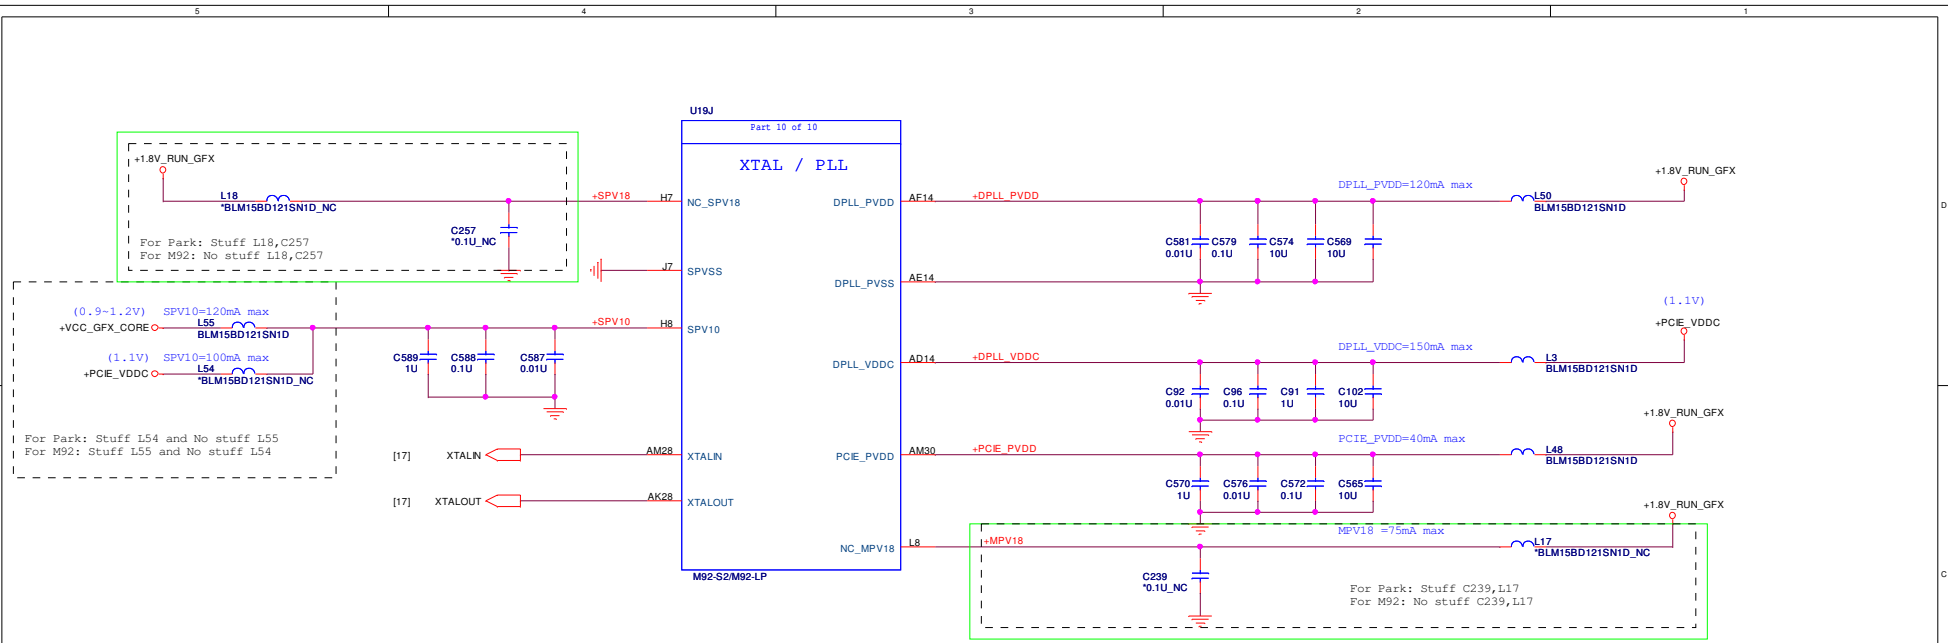 5 4 3 2 1
U19J
Part 10 of 10
XTAL / PLL
+1.8V_RUN_GFX
L18
*BLM15BD121SN1D_NC
+SPV18
H7
NC_SPV18
C257
*0.1U_NC
For Park: Stuff L18,C257
For M92: No stuff L18,C257
J7
SPVSS
(0.9~1.2V) SPV10=120mA max
+VCC_GFX_CORE
L55
BLM15BD121SN1D
+SPV10
H8
SPV10
(1.1V) SPV10=100mA max
+PCIE_VDDC
L54
*BLM15BD121SN1D_NC
C589
1U
C588
0.1U
C587
0.01U
For Park: Stuff L54 and No stuff L55
For M92: Stuff L55 and No stuff L54
[17] XTALIN
AM28
XTALIN
[17] XTALOUT
AK28
XTALOUT
DPLL_PVDD
AF14
+DPLL_PVDD
DPLL_PVDD=120mA max
L50
BLM15BD121SN1D
+1.8V_RUN_GFX
D
C581
0.01U
C579
0.1U
C574
10U
C569
10U
DPLL_PVSS
AE14
(1.1V)
+PCIE_VDDC
DPLL_VDDC
AD14
+DPLL_VDDC
DPLL_VDDC=150mA max
L3
BLM15BD121SN1D
C92
0.01U
C96
0.1U
C91
1U
C102
10U
+1.8V_RUN_GFX
PCIE_PVDD
AM30
+PCIE_PVDD
PCIE_PVDD=40mA max
L48
BLM15BD121SN1D
C570
1U
C576
0.01U
C572
0.1U
C565
10U
+1.8V_RUN_GFX
NC_MPV18
L8
+MPV18
MPV18 =75mA max
L17
*BLM15BD121SN1D_NC
C239
*0.1U_NC
For Park: Stuff C239,L17
For M92: No stuff C239,L17
C
M92-S2/M92-LP